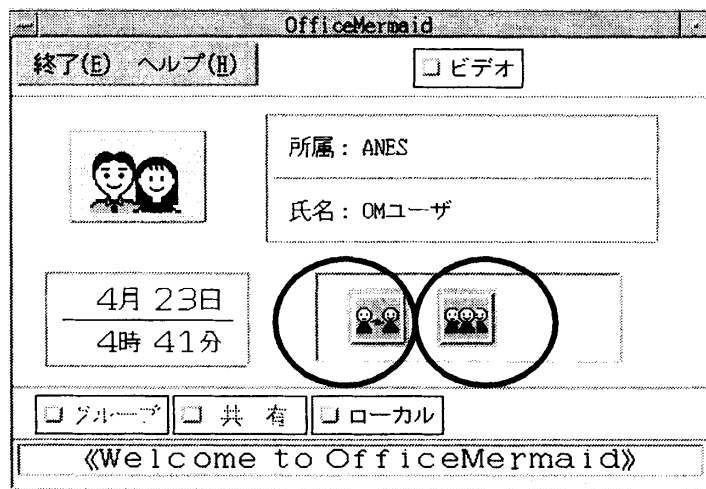 OfficeMermaid
終了(E) ヘルプ(H)
ビデオ
所属: ANES
氏名: OMユーザ
4月 23日
4時 41分
グループ 共 有 ローカル
《Welcome to OfficeMermaid》